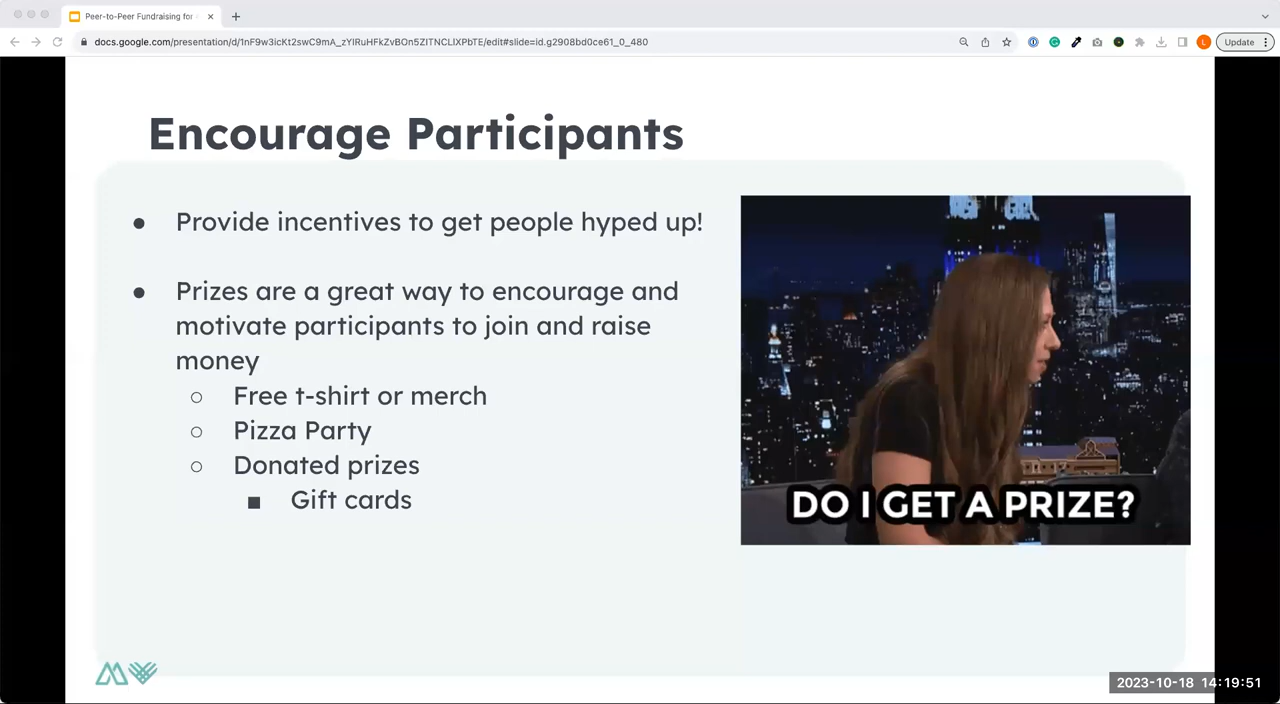 Peer-to-Peer Fundraising for
docs.google.com/presentation/d/1nF9w3icKt2swC9mA_zYlRuHFkZvBOn5ZITNCLlXPbTE/edit#slide=id.g2908bd0ce61_0_480
Update
Encourage Participants
● Provide incentives to get people hyped up!
● Prizes are a great way to encourage and
motivate participants to join and raise
money
○ Free t-shirt or merch
○ Pizza Party
○ Donated prizes
■ Gift cards
DO I GET A PRIZE?
2023-10-18 14:19:51